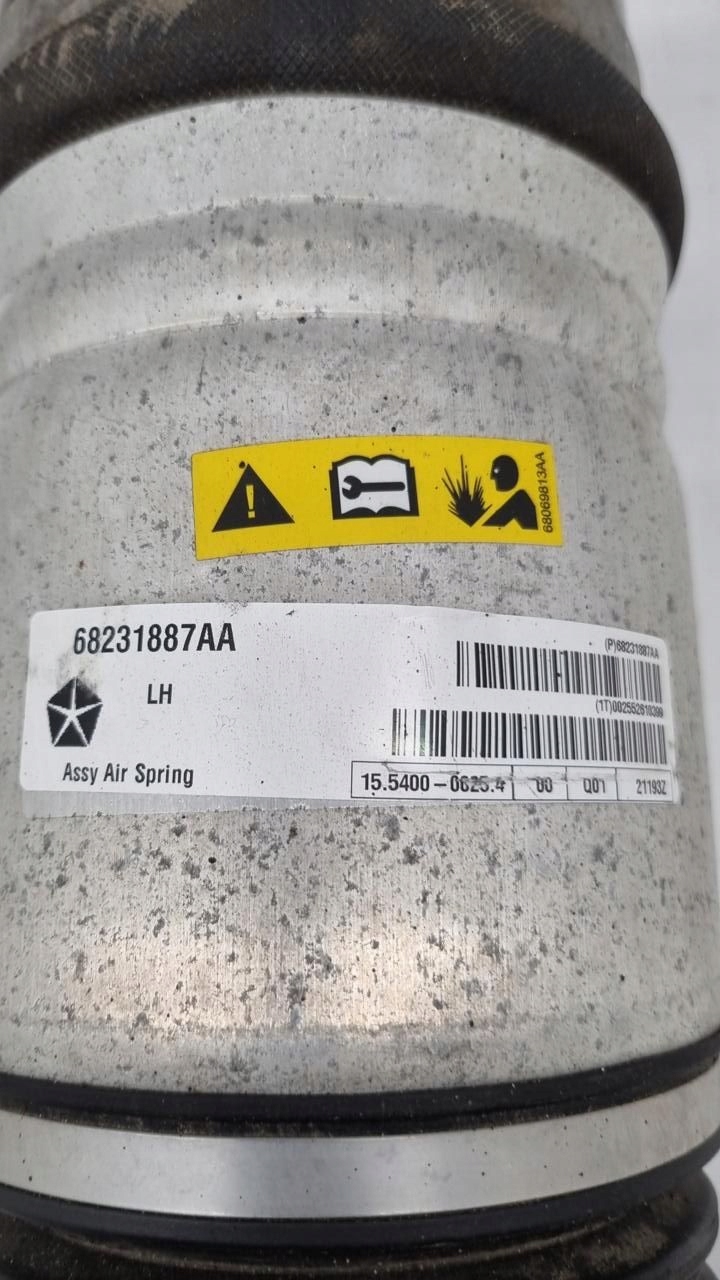 68069813AA
68231887AA
LH
Assy Air Spring
(P)68231887AA
15.5400-0625.4 00 Q01 21193Z